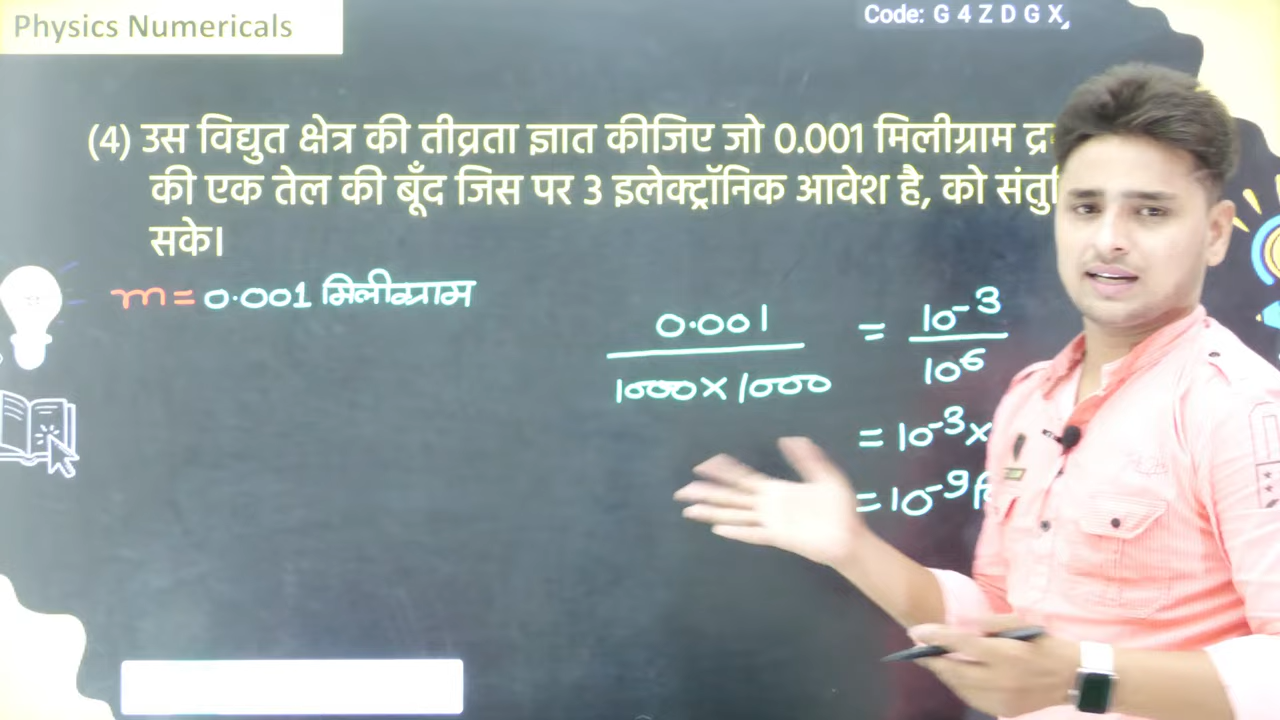 Physics Numericals
Code: G 4 Z D G X
(4) उस विद्युत क्षेत्र की तीव्रता ज्ञात कीजिए जो 0.001 मिलीग्राम
की एक तेल की बूँद जिस पर 3 इलेक्ट्रॉनिक आवेश है, को
सके।
m = 0.001 मिलीग्राम
0.001 / 1000 × 1000 = 10⁻³ / 10⁶
= 10⁻³ ×
= 10⁻⁹